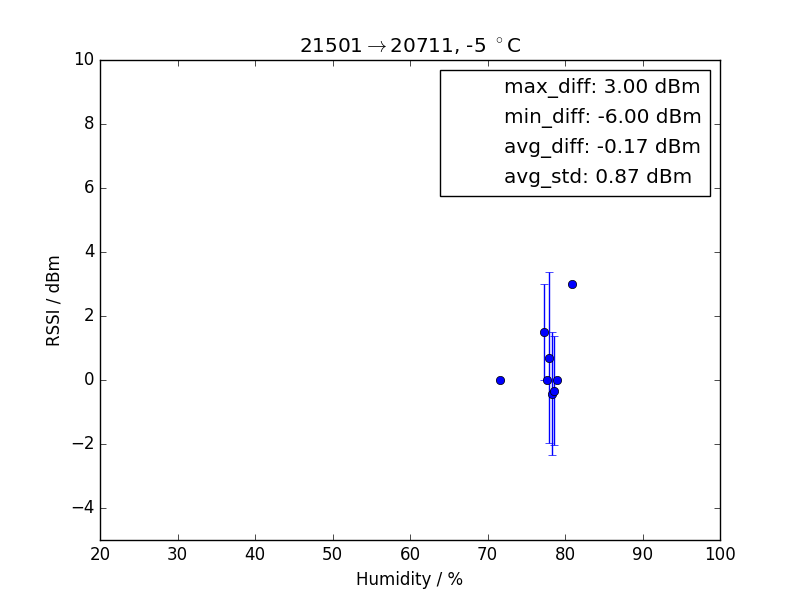 21501→20711, -5 °C
max_diff: 3.00 dBm
min_diff: -6.00 dBm
avg_diff: -0.17 dBm
avg_std: 0.87 dBm
RSSI / dBm
10
8
6
4
2
0
−2
−4
20 30 40 50 60 70 80 90 100
Humidity / %